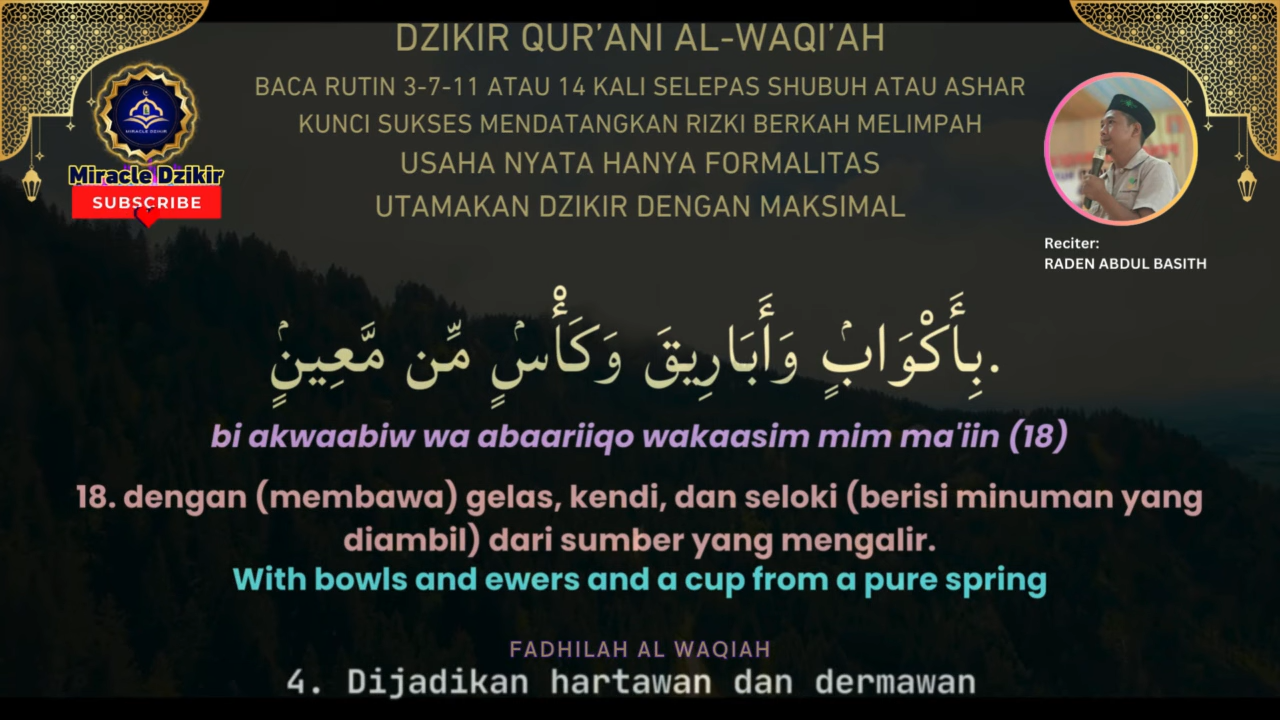 DZIKIR QUR'ANI AL-WAQI'AH
BACA RUTIN 3-7-11 ATAU 14 KALI SELEPAS SHUBUH ATAU ASHAR
KUNCI SUKSES MENDATANGKAN RIZKI BERKAH MELIMPAH
USAHA NYATA HANYA FORMALITAS
UTAMAKAN DZIKIR DENGAN MAKSIMAL
MIRACLE DZIKIR
Miracle Dzikir
SUBSCRIBE
Reciter:
RADEN ABDUL BASITH
بِأَكْوَابٍۢ وَأَبَارِيقَ وَكَأْسٍۢ مِّن مَّعِينٍۢ.
bi akwaabiw wa abaariiqo wakaasim mim ma'iin (18)
18. dengan (membawa) gelas, kendi, dan seloki (berisi minuman yang
diambil) dari sumber yang mengalir.
With bowls and ewers and a cup from a pure spring
FADHILAH AL WAQIAH
4. Dijadikan hartawan dan dermawan